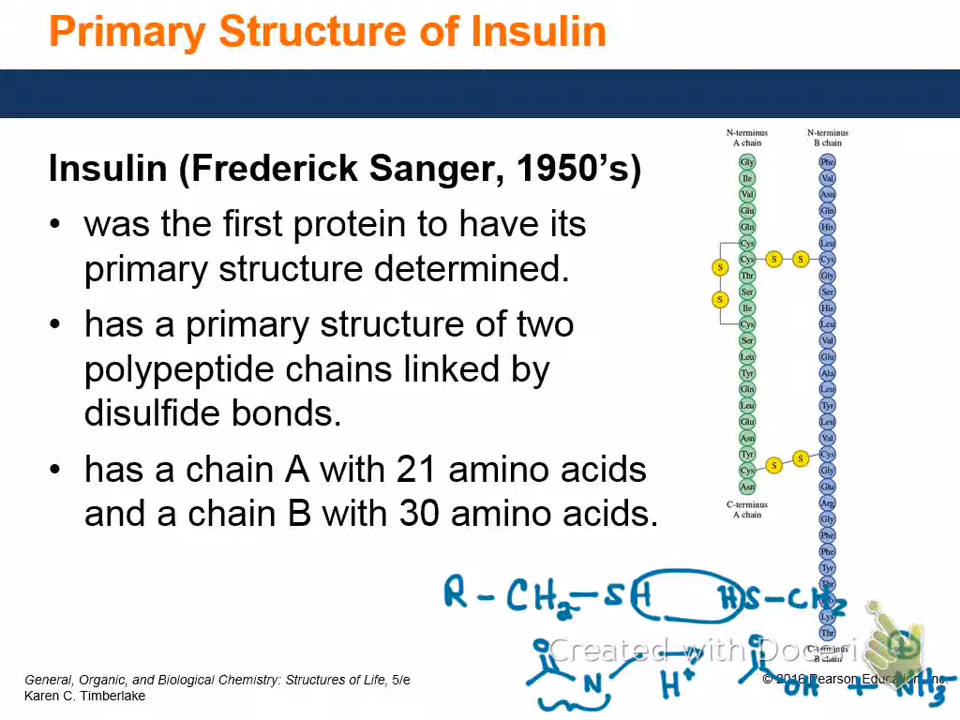 Primary Structure of Insulin
Insulin (Frederick Sanger, 1950's)
• was the first protein to have its
primary structure determined.
• has a primary structure of two
polypeptide chains linked by
disulfide bonds.
• has a chain A with 21 amino acids
and a chain B with 30 amino acids.
N-terminus
A chain
Gly
Ile
Val
Glu
Gln
Cys
Cys
Thr
Ser
Ile
Cys
Ser
Leu
Tyr
Gln
Leu
Glu
Asn
Tyr
Cys
Asn
C-terminus
A chain
S
S
S S
S S
N-terminus
B chain
Phe
Val
Asn
Gln
His
Leu
Cys
Gly
Ser
His
Leu
Val
Glu
Ala
Leu
Tyr
Leu
Val
Cys
Gly
Glu
Arg
Gly
Phe
Phe
Tyr
Lys
Thr
C-terminus
B chain
R - CH2 - SH HS - CH2
N H+ OH + NH3
Created with Doceri
General, Organic, and Biological Chemistry: Structures of Life, 5/e
Karen C. Timberlake
© 2016 Pearson Education, Inc.